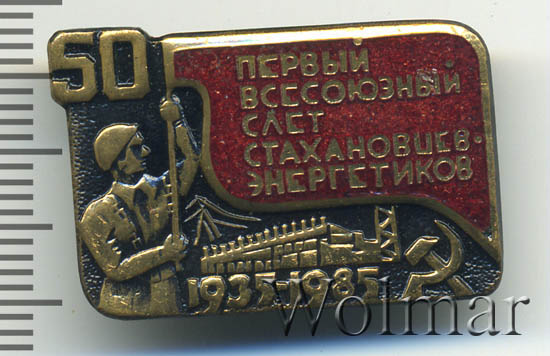 50
ПЕРВЫЙ
ВСЕСОЮЗНЫЙ
СЛЕТ
СТАХАНОВЦЕВ-
ЭНЕРГЕТИКОВ
1935-1985
Wolmar